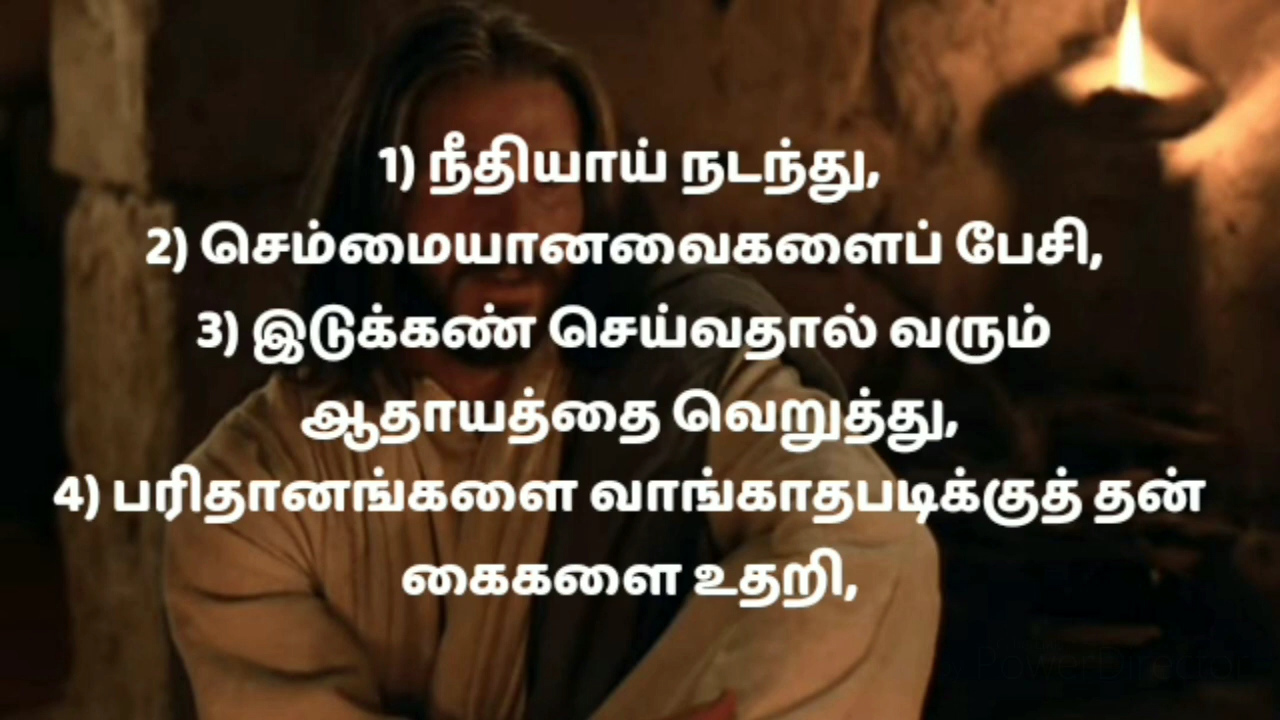 1) நீதியாய் நடந்து,
2) செம்மையானவைகளைப் பேசி,
3) இடுக்கண் செய்வதால் வரும்
ஆதாயத்தை வெறுத்து,
4) பரிதானங்களை வாங்காதபடிக்குத் தன்
கைகளை உதறி,
PowerDirector